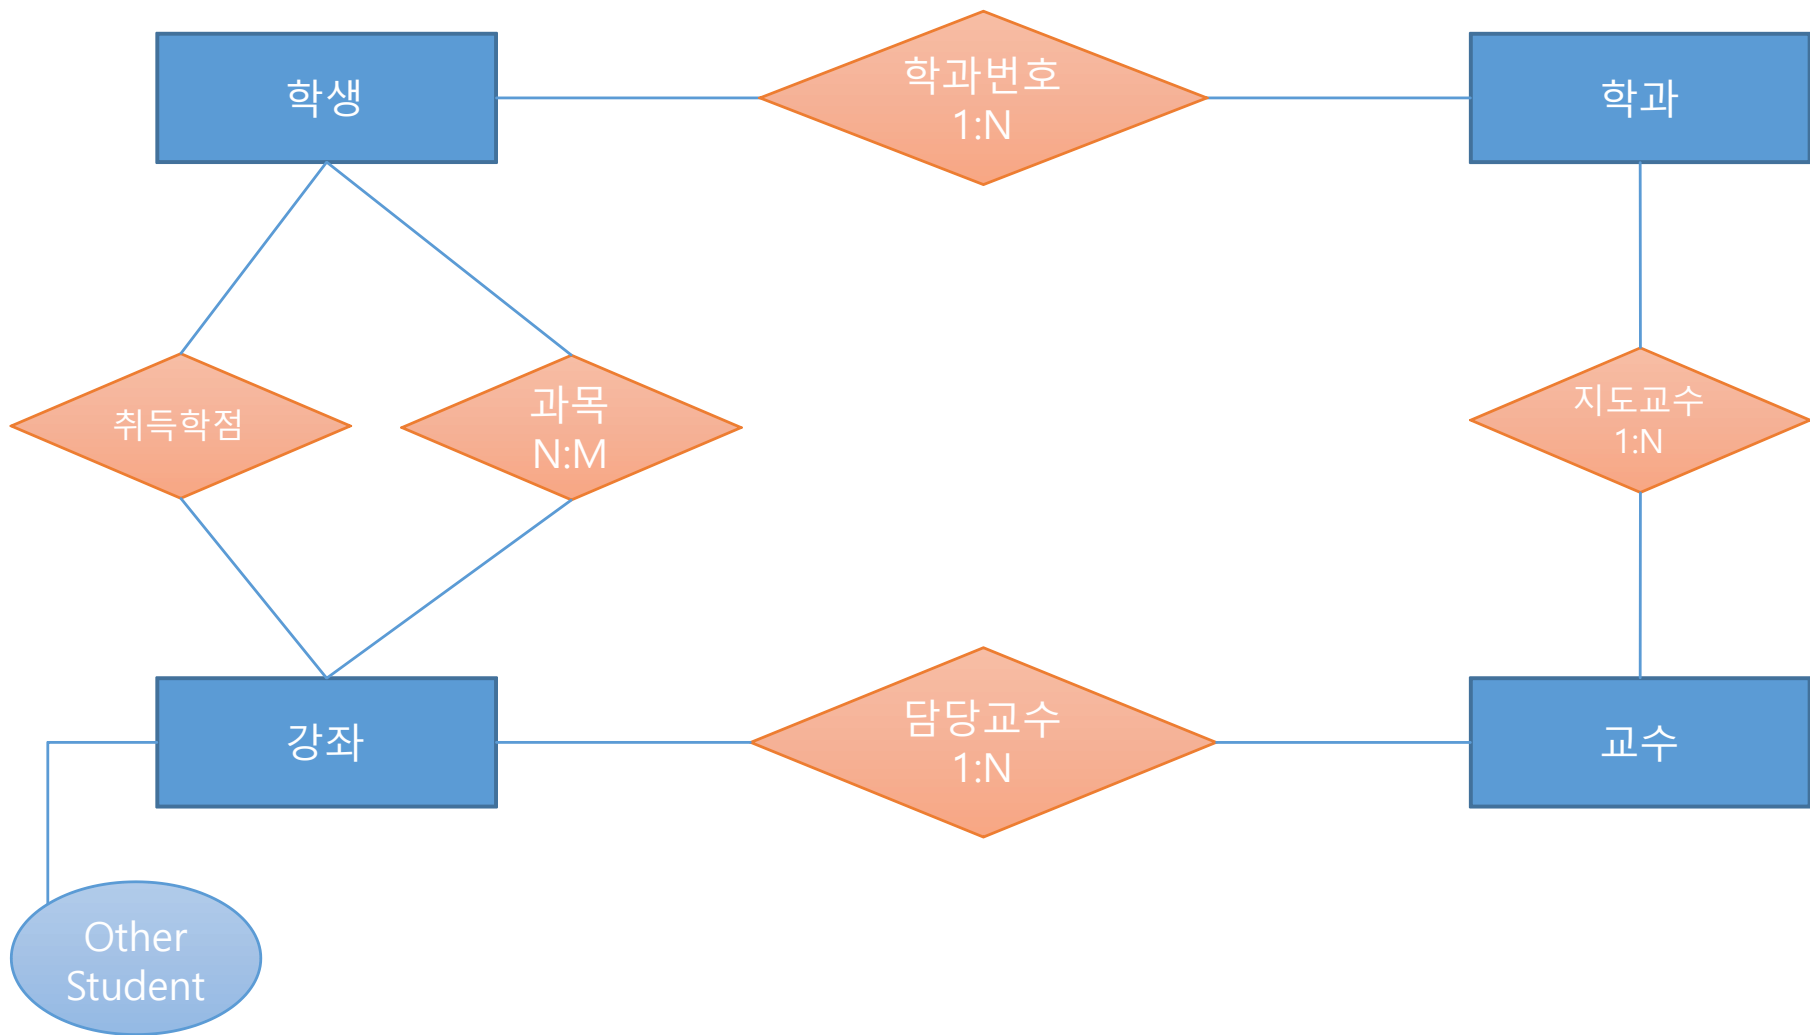 학생
학과번호
1:N
학과
취득학점
과목
N:M
지도교수
1:N
강좌
담당교수
1:N
교수
Other
Student